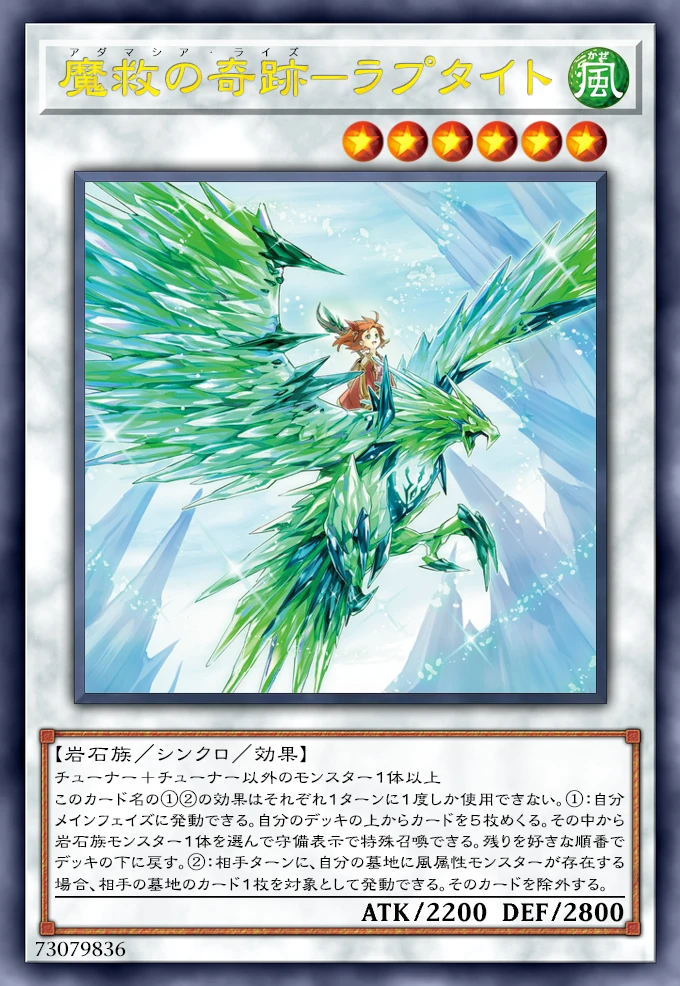 アダマシア・ライズ
魔救の奇跡－ラプタイト
かぜ
風
【岩石族／シンクロ／効果】
チューナー＋チューナー以外のモンスター１体以上
このカード名の①②の効果はそれぞれ１ターンに１度しか使用できない。①：自分
メインフェイズに発動できる。自分のデッキの上からカードを５枚めくる。その中から
岩石族モンスター１体を選んで守備表示で特殊召喚できる。残りを好きな順番で
デッキの下に戻す。②：相手ターンに、自分の墓地に風属性モンスターが存在する
場合、相手の墓地のカード１枚を対象として発動できる。そのカードを除外する。
ATK/2200 DEF/2800
73079836